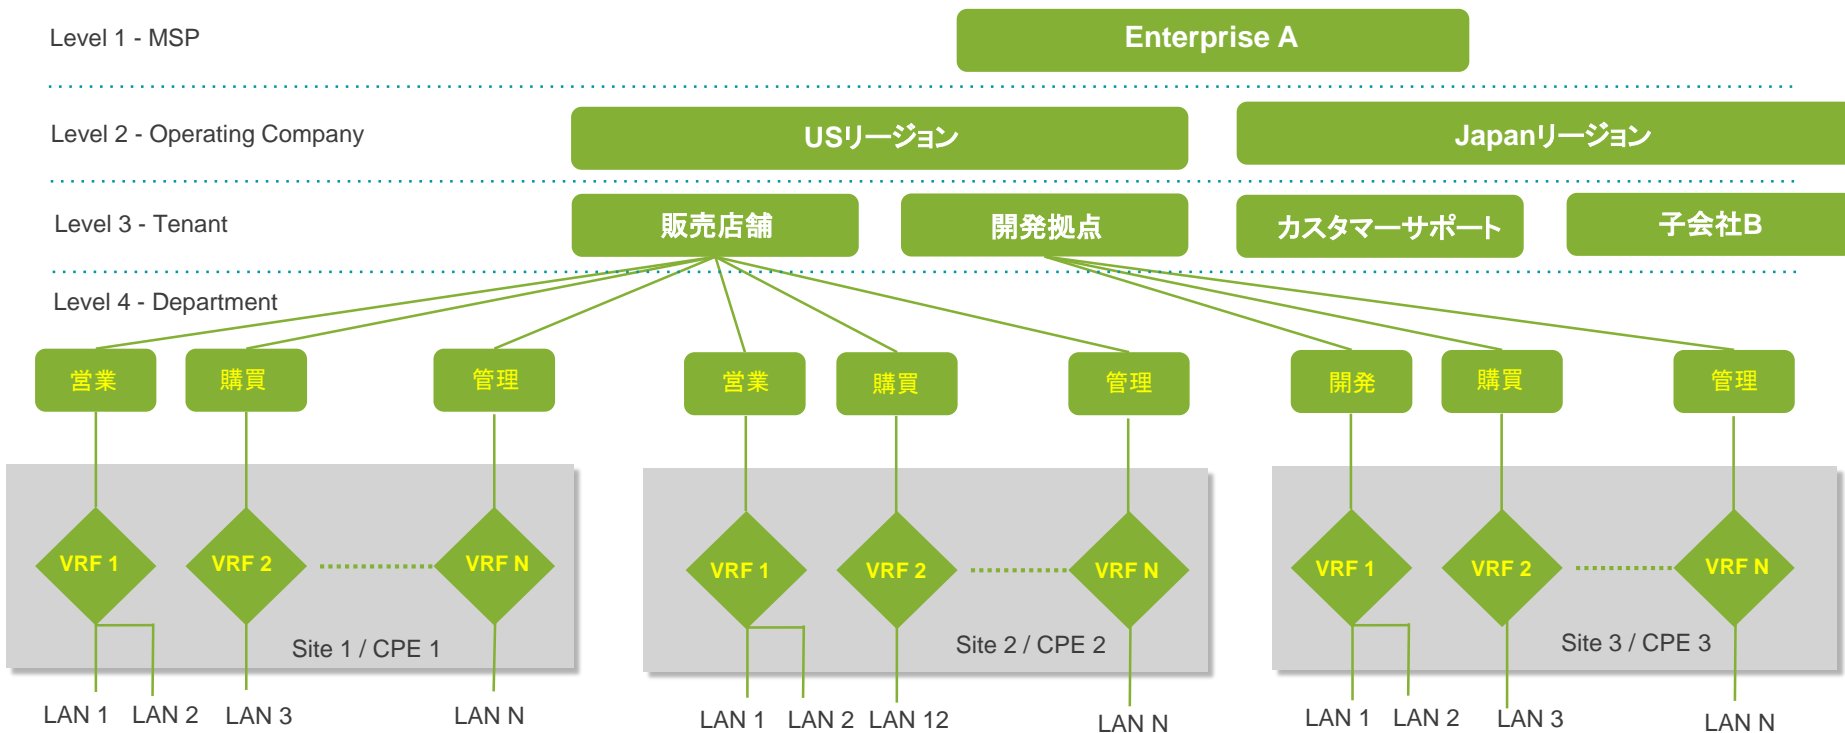 Level 1 - MSP
Enterprise A
Level 2 - Operating Company
USリージョン
Japanリージョン
Level 3 - Tenant
販売店舗
開発拠点
カスタマーサポート
子会社B
Level 4 - Department
営業
購買
管理
営業
購買
管理
開発
購買
管理
VRF 1
VRF 2
VRF N
VRF 1
VRF 2
VRF N
VRF 1
VRF 2
VRF N
Site 1 / CPE 1
Site 2 / CPE 2
Site 3 / CPE 3
LAN 1
LAN 2
LAN 3
LAN N
LAN 1
LAN 2
LAN 12
LAN N
LAN 1
LAN 2
LAN 3
LAN N